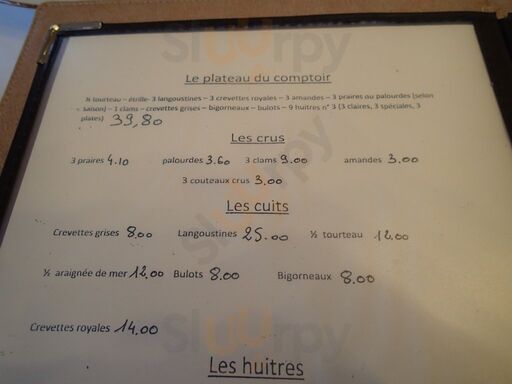 Sluurpy
Le plateau du comptoir
½ tourteau – étrille- 3 langoustines – 3 crevettes royales – 3 amandes – 3 praires ou palourdes (selon
saison) – 1 clams – crevettes grises – bigorneaux – bulots – 9 huitres n° 3 (3 claires, 3 spéciales, 3
plates) 39,80
Les crus
3 praires 4.10 palourdes 3.60 3 clams 9.00 amandes 3.00
3 couteaux crus 3.00
Les cuits
Crevettes grises 8.00 Langoustines 25.00 ½ tourteau 12.00
½ araignée de mer 12.00 Bulots 8.00 Bigorneaux 8.00
Crevettes royales 14.00
Sluurpy
Les huitres